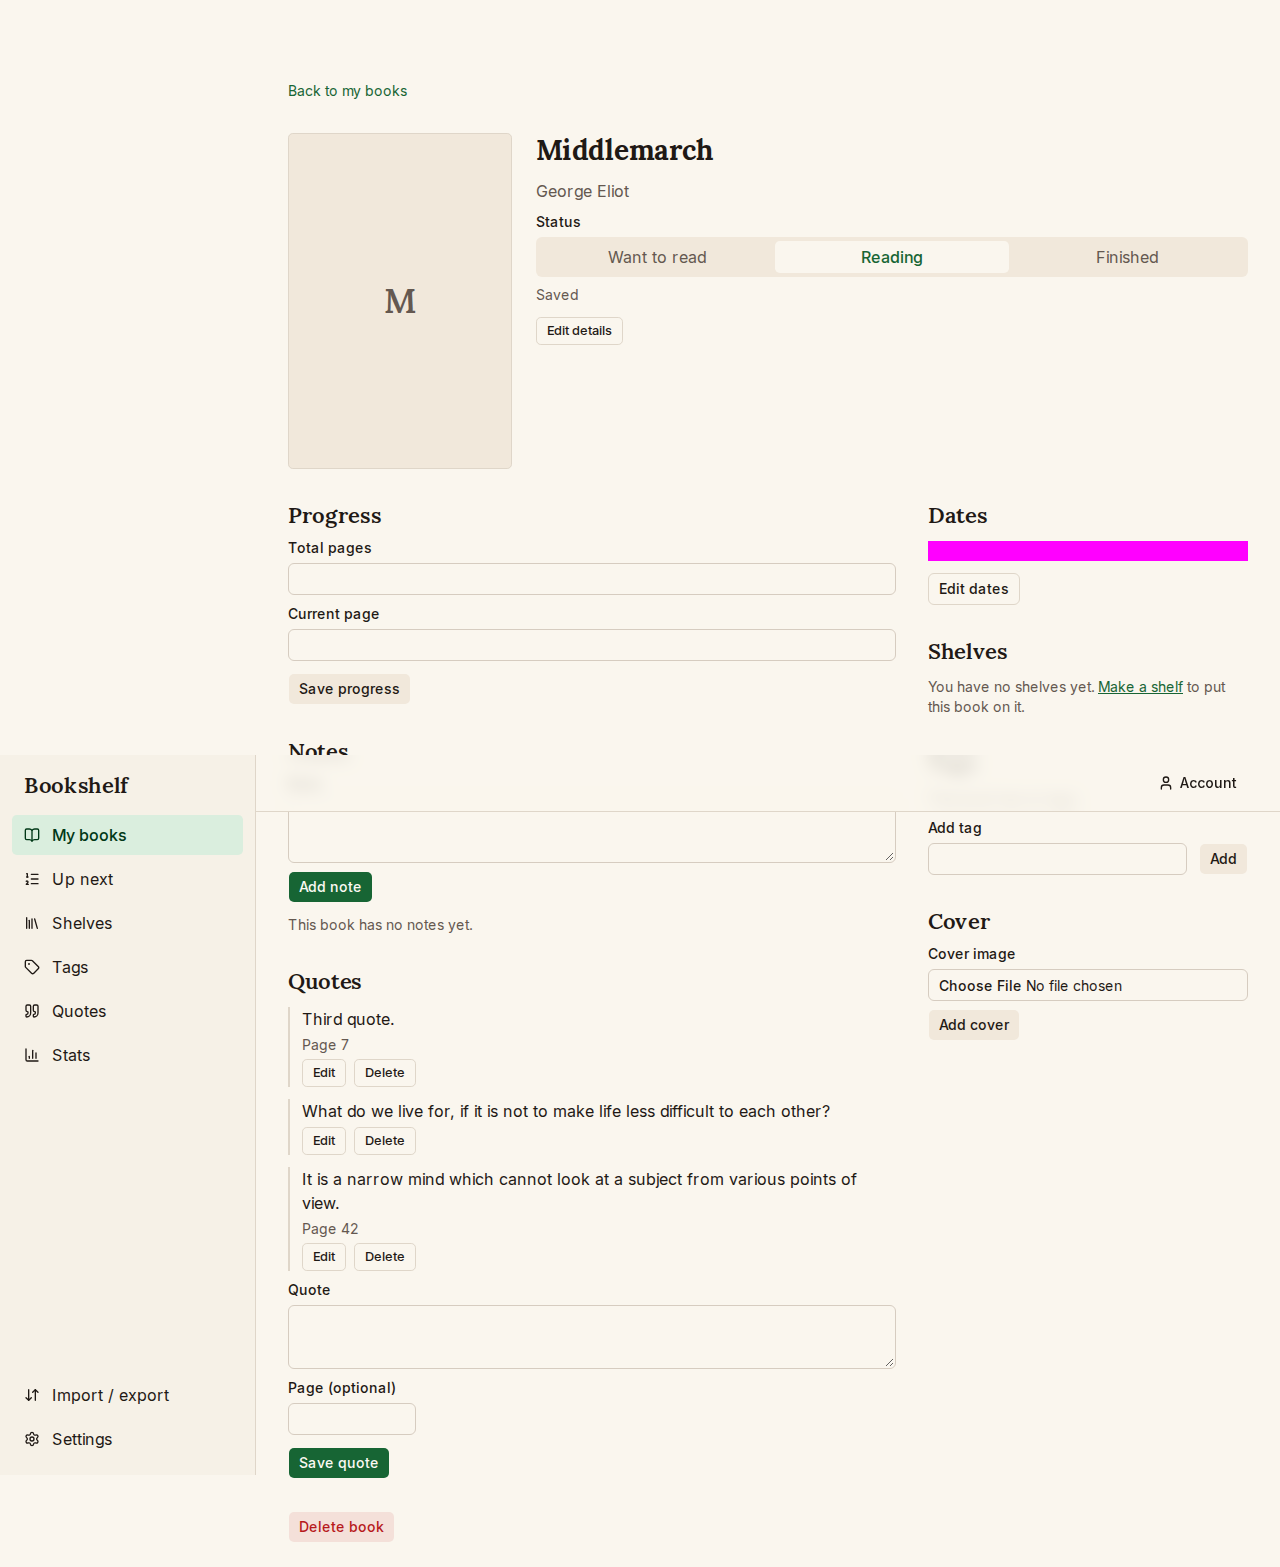 Back to my books
M
Middlemarch
George Eliot
Status
Want to read
Reading
Finished
Saved
Edit details
Progress
Total pages
Current page
Save progress
Notes
Dates
Edit dates
Shelves
You have no shelves yet. Make a shelf to put
this book on it.
Bookshelf
My books
Up next
Shelves
Tags
Quotes
Stats
Import / export
Settings
Account
Add note
This book has no notes yet.
Quotes
Third quote.
Page 7
Edit
Delete
What do we live for, if it is not to make life less difficult to each other?
Edit
Delete
It is a narrow mind which cannot look at a subject from various points of
view.
Page 42
Edit
Delete
Quote
Page (optional)
Save quote
Delete book
Add tag
Add
Cover
Cover image
Choose File No file chosen
Add cover